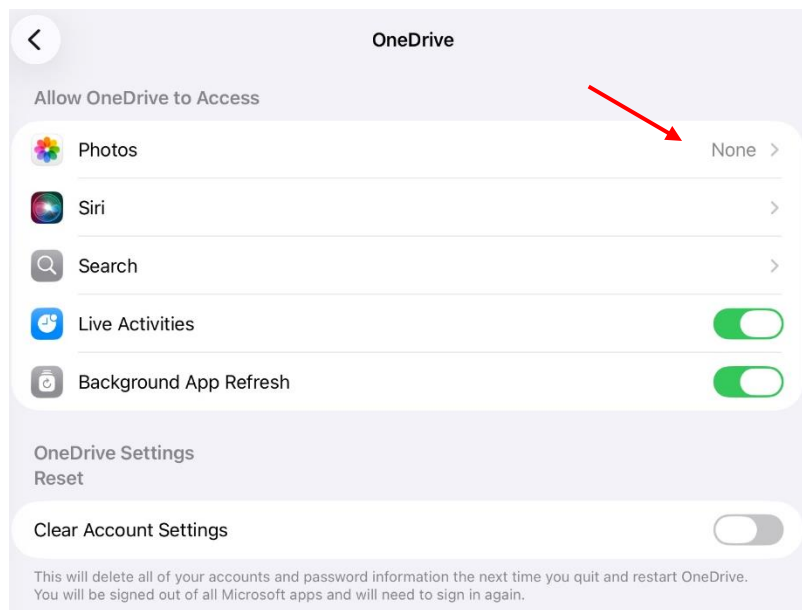 OneDrive
Allow OneDrive to Access
Photos None
Siri
Search
Live Activities
Background App Refresh
OneDrive Settings
Reset
Clear Account Settings
This will delete all of your accounts and password information the next time you quit and restart OneDrive.
You will be signed out of all Microsoft apps and will need to sign in again.